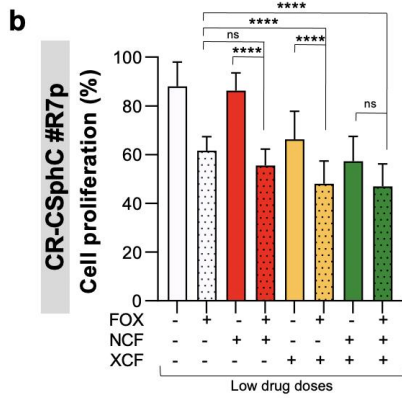 b
CR-CSphC #R7p
Cell proliferation (%)
100
80
60
40
20
0
****
****
ns
****
****
ns
FOX - + - + - + - +
NCF - - + + - - + +
XCF - - - - + + + +
Low drug doses